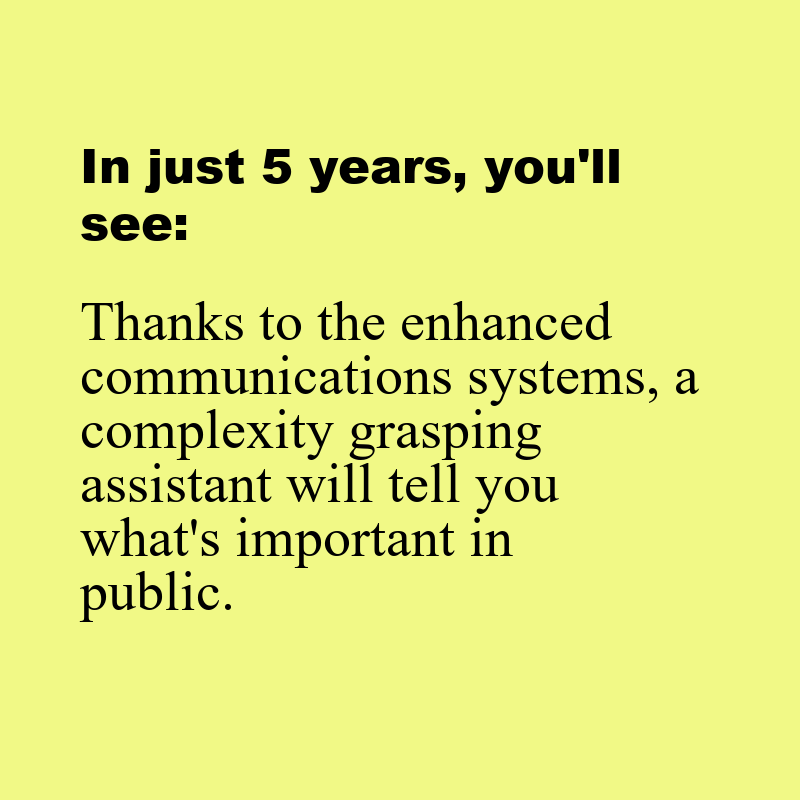 In just 5 years, you'll
see:
Thanks to the enhanced
communications systems, a
complexity grasping
assistant will tell you
what's important in
public.